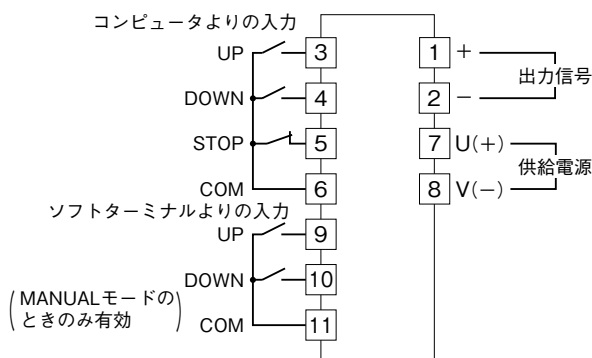 コンピュータよりの入力
UP 3
DOWN 4
STOP 5
COM 6
ソフトターミナルよりの入力
UP 9
DOWN 10
COM 11
(MANUALモードの
ときのみ有効)
1 +
2 −
出力信号
7 U(+)
8 V(−)
供給電源